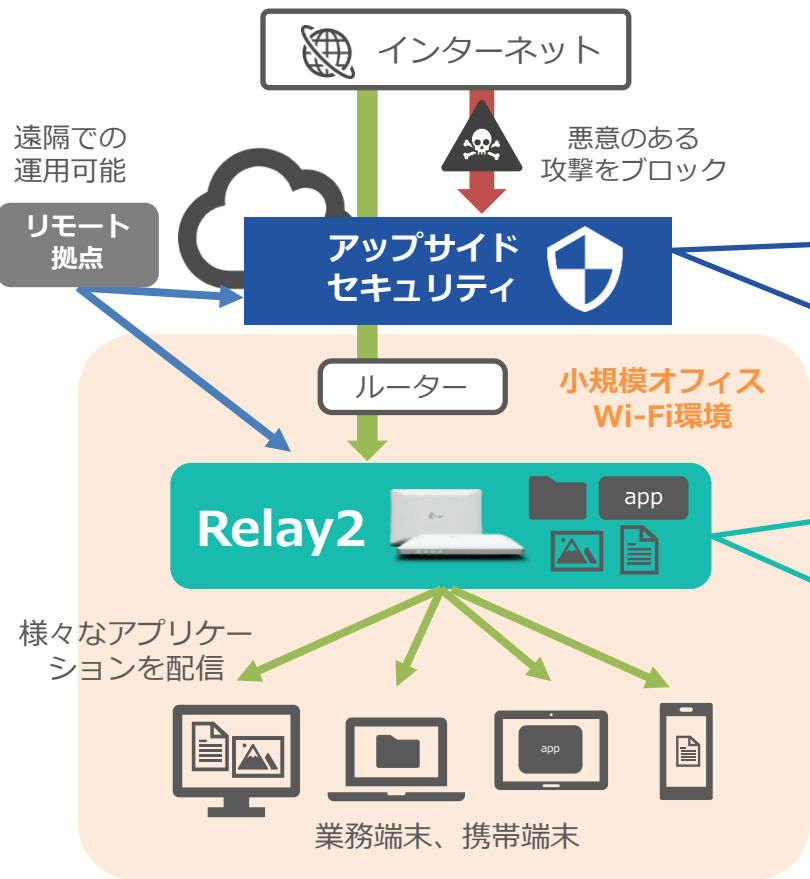 インターネット
遠隔での
運用可能
悪意のある
攻撃をブロック
リモート
拠点
アップサイド
セキュリティ
ルーター
小規模オフィス
Wi-Fi環境
Relay2
app
様々なアプリケー
ションを配信
app
業務端末、携帯端末